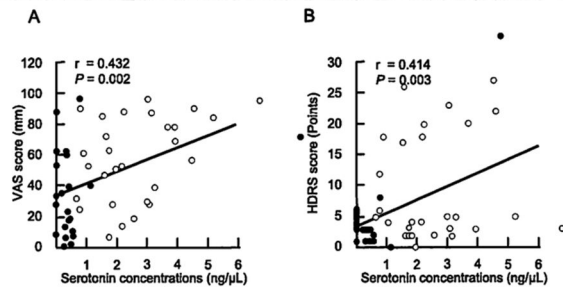 A
r = 0.432
P = 0.002
VAS score (mm)
120
100
80
60
40
20
0
1 2 3 4 5 6
Serotonin concentrations (ng/μL)
B
r = 0.414
P = 0.003
HDRS score (Points)
30
25
20
15
10
5
0
1 2 3 4 5 6
Serotonin concentrations (ng/μL)